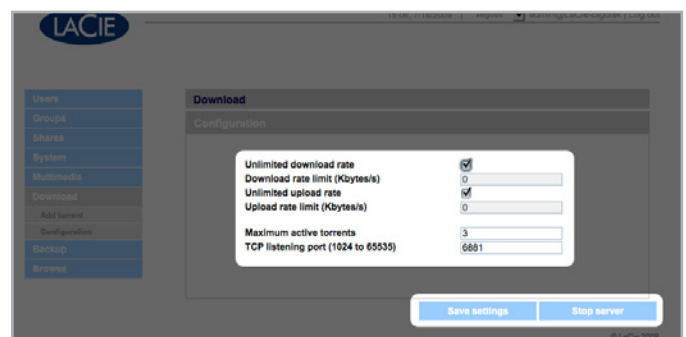 LACIE
Users
Groups
Shares
System
Multimedia
Download
Add torrent
Configuration
Backup
Browse
Download
Configuration
Unlimited download rate
Download rate limit (Kbytes/s) 0
Unlimited upload rate
Upload rate limit (Kbytes/s) 0
Maximum active torrents 3
TCP listening port (1024 to 65535) 6881
Save settings Stop server